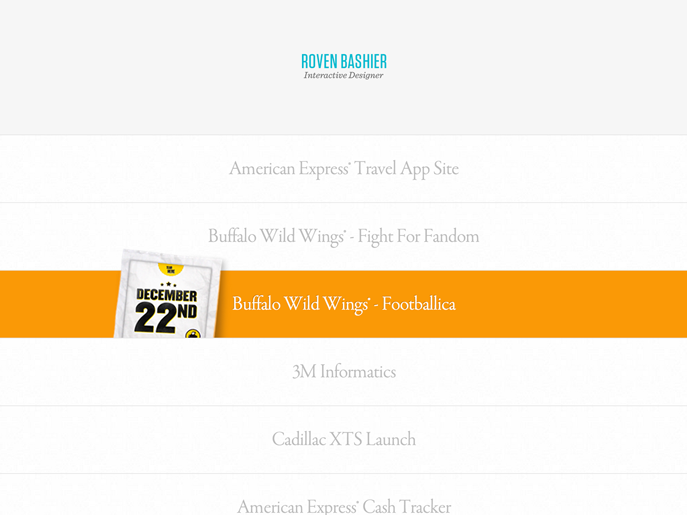 ROVEN BASHIER
Interactive Designer
American Express® Travel App Site
Buffalo Wild Wings® - Fight For Fandom
DECEMBER
22ND
Buffalo Wild Wings® - Footballica
3M Informatics
Cadillac XTS Launch
American Express® Cash Tracker